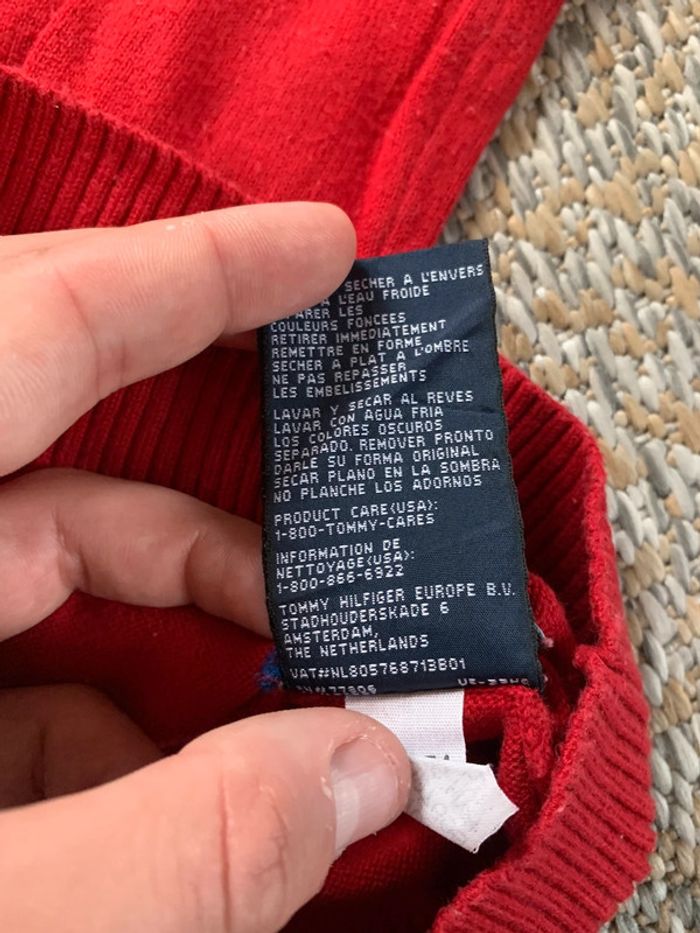 SECHER A L'ENVERS
A L'EAU FROIDE
LES
COULEURS FONCEES
RETIRER IMMEDIATEMENT
REMETTRE EN FORME
SECHER A PLAT A L'OMBRE
NE PAS REPASSER
LES EMBELISSEMENTS
LAVAR Y SECAR AL REVES
LAVAR CON AGUA FRIA
LOS COLORES OSCUROS
SEPARADO. REMOVER PRONTO
DARLE SU FORMA ORIGINAL
SECAR PLANO EN LA SOMBRA
NO PLANCHE LOS ADORNOS
PRODUCT CARE(USA):
1-800-TOMMY-CARES
INFORMATION DE
NETTOYAGE(USA):
1-800-866-6922
TOMMY HILFIGER EUROPE B.V.
STADHOUDERSKADE 6
AMSTERDAM,
THE NETHERLANDS
VAT#NL805768713B01